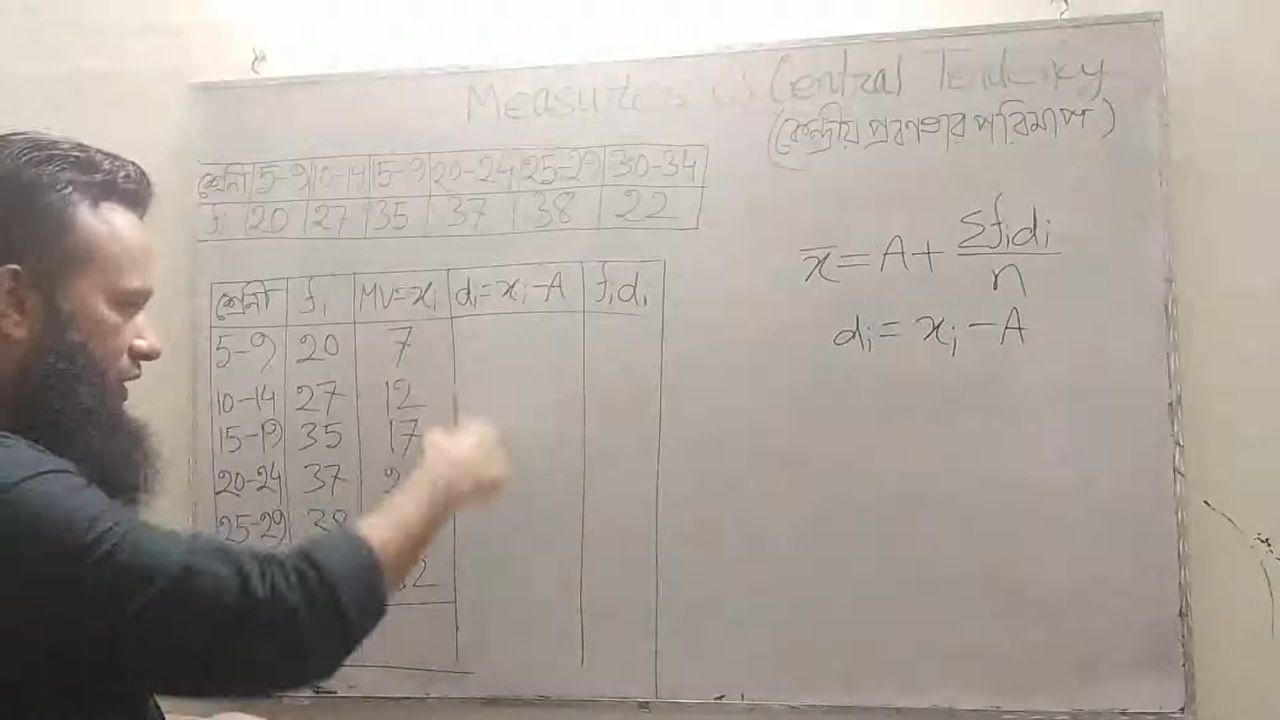 Measures of Central Tendency
(কেন্দ্রীয় প্রবণতার পরিমাপ)
শ্রেণী 5-9 10-14 15-9 20-24 25-29 30-34
fᵢ 20 27 35 37 38 22
x̄ = A + Σfᵢdᵢ / n
dᵢ = xᵢ - A
শ্রেণী fᵢ MV=xᵢ dᵢ=xᵢ-A fᵢdᵢ
5-9 20 7
10-14 27 12
15-19 35 17
20-24 37
25-29 38